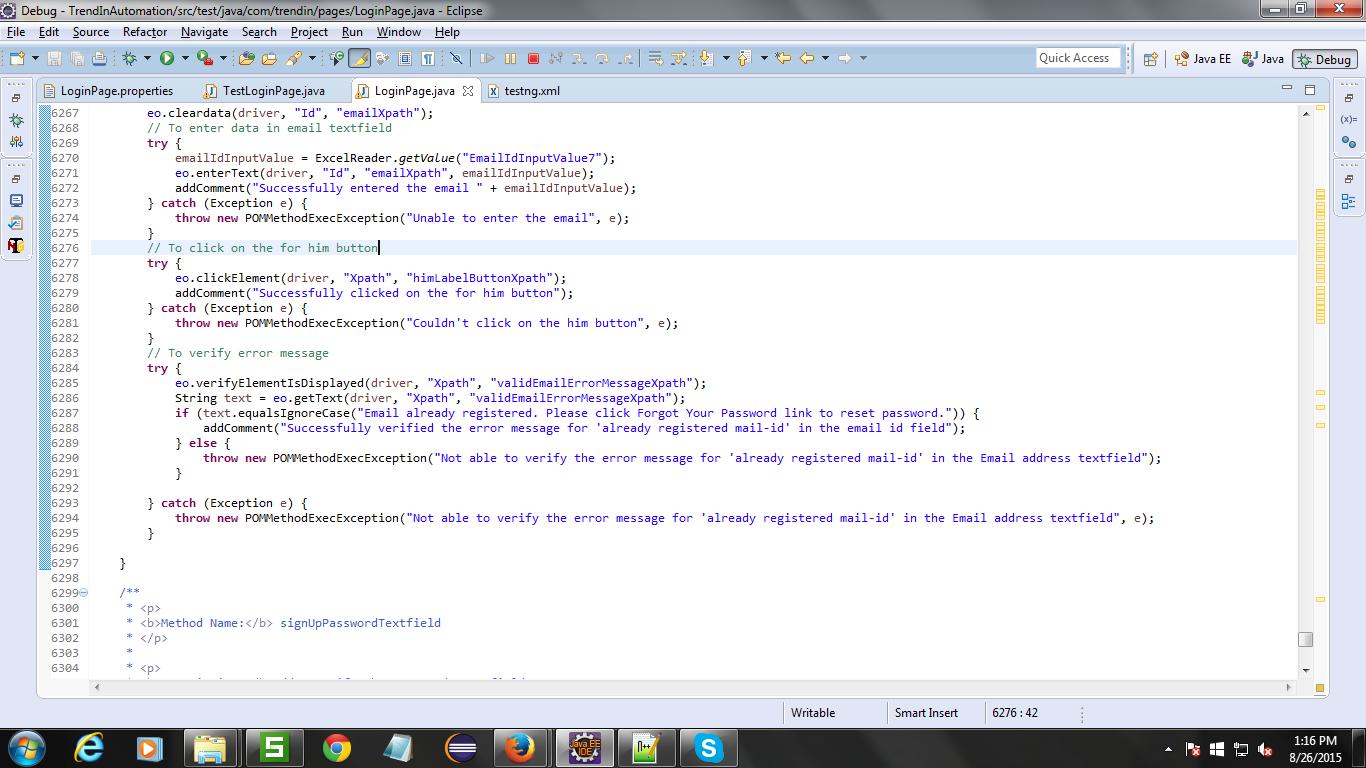 Debug - TrendInAutomation/src/test/java/com/trendin/pages/LoginPage.java - Eclipse
File Edit Source Refactor Navigate Search Project Run Window Help
Quick Access Java EE Java Debug
LoginPage.properties TestLoginPage.java LoginPage.java testng.xml
6267 eo.cleardata(driver, "Id", "emailXpath");
6268 // To enter data in email textfield
6269 try {
6270 emailIdInputValue = ExcelReader.getValue("EmailIdInputValue7");
6271 eo.enterText(driver, "Id", "emailXpath", emailIdInputValue);
6272 addComment("Successfully entered the email " + emailIdInputValue);
6273 } catch (Exception e) {
6274 throw new POMMethodExecException("Unable to enter the email", e);
6275 }
6276 // To click on the for him button
6277 try {
6278 eo.clickElement(driver, "Xpath", "himLabelButtonXpath");
6279 addComment("Successfully clicked on the for him button");
6280 } catch (Exception e) {
6281 throw new POMMethodExecException("Couldn't click on the him button", e);
6282 }
6283 // To verify error message
6284 try {
6285 eo.verifyElementIsDisplayed(driver, "Xpath", "validEmailErrorMessageXpath");
6286 String text = eo.getText(driver, "Xpath", "validEmailErrorMessageXpath");
6287 if (text.equalsIgnoreCase("Email already registered. Please click Forgot Your Password link to reset password.")) {
6288 addComment("Successfully verified the error message for 'already registered mail-id' in the email id field");
6289 } else {
6290 throw new POMMethodExecException("Not able to verify the error message for 'already registered mail-id' in the Email address textfield");
6291 }
6292
6293 } catch (Exception e) {
6294 throw new POMMethodExecException("Not able to verify the error message for 'already registered mail-id' in the Email address textfield", e);
6295 }
6296
6297 }
6298
6299 /**
6300 * <p>
6301 * <b>Method Name:</b> signUpPasswordTextfield
6302 * </p>
6303 *
6304 * <p>
Writable Smart Insert 6276 : 42
1:16 PM
8/26/2015